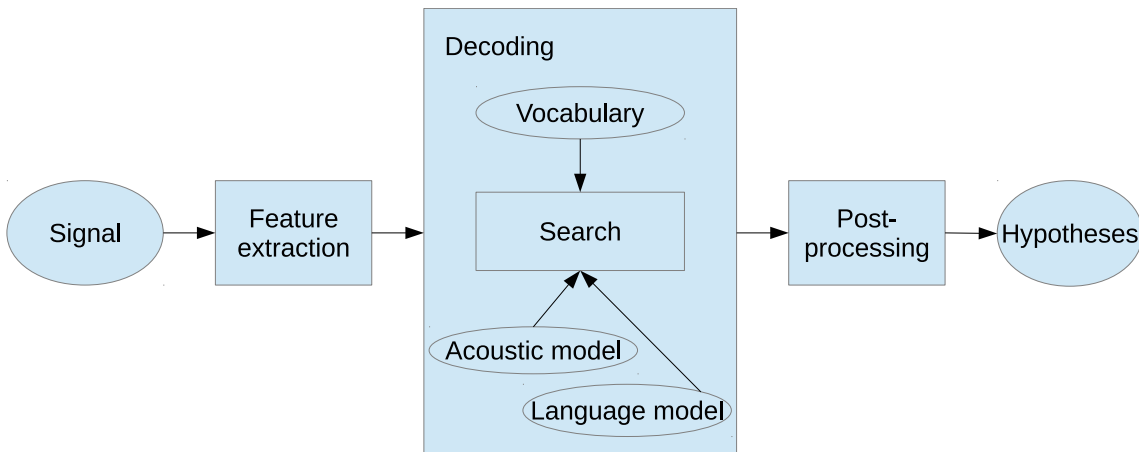 Decoding
Vocabulary
Signal
Feature
extraction
Search
Post-
processing
Hypotheses
Acoustic model
Language model